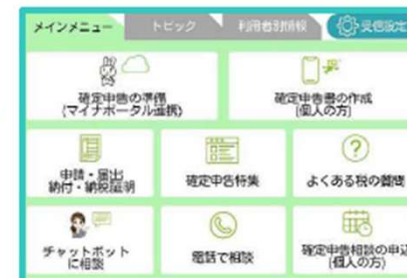 メインメニュー
トピック
利用者別情報
受信設定
確定申告の準備
(マイナポータル連携)
確定申告書の作成
(個人の方)
申請・届出
納付・納税証明
確定申告特集
よくある税の質問
チャットボット
に相談
電話で相談
確定申告相談の申込
(個人の方)